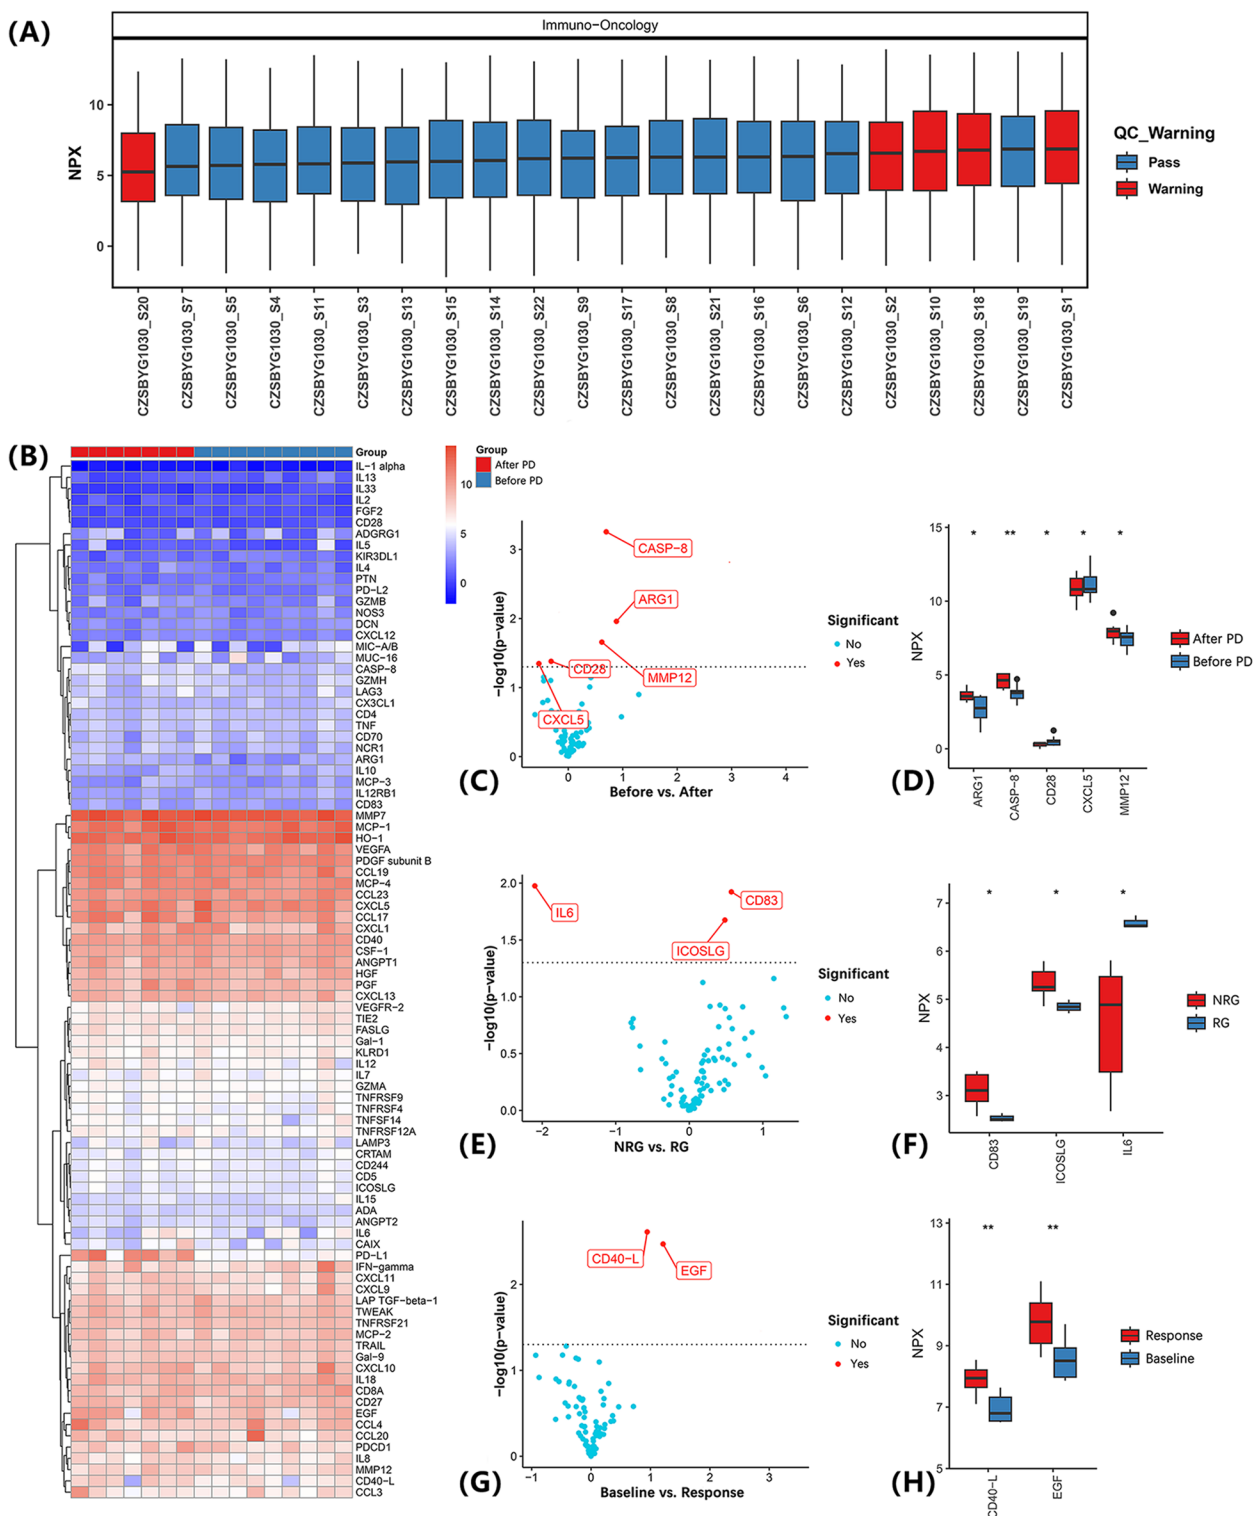 (A)
Immuno-Oncology
NPX
10
5
0
QC_Warning
Pass
Warning
CZSBYG1030_S20
CZSBYG1030_S7
CZSBYG1030_S5
CZSBYG1030_S4
CZSBYG1030_S11
CZSBYG1030_S3
CZSBYG1030_S13
CZSBYG1030_S15
CZSBYG1030_S14
CZSBYG1030_S22
CZSBYG1030_S9
CZSBYG1030_S17
CZSBYG1030_S8
CZSBYG1030_S21
CZSBYG1030_S16
CZSBYG1030_S6
CZSBYG1030_S12
CZSBYG1030_S2
CZSBYG1030_S10
CZSBYG1030_S18
CZSBYG1030_S19
CZSBYG1030_S1
(B)
Group
IL-1 alpha
IL13
IL33
IL2
FGF2
CD28
ADGRG1
IL5
KIR3DL1
IL4
PTN
PD-L2
GZMB
NOS3
DCN
CXCL12
MIC-A/B
MUC-16
CASP-8
GZMH
LAG3
CX3CL1
CD4
TNF
CD70
NCR1
ARG1
IL10
MCP-3
IL12RB1
CD83
MMP7
MCP-1
HO-1
VEGFA
PDGF subunit B
CCL19
MCP-4
CCL23
CXCL5
CCL17
CXCL1
CD40
CSF-1
ANGPT1
HGF
PGF
CXCL13
VEGFR-2
TIE2
FASLG
Gal-1
KLRD1
IL12
IL7
GZMA
TNFRSF9
TNFRSF4
TNFSF14
TNFRSF12A
LAMP3
CRTAM
CD244
CD5
ICOSLG
IL15
ADA
ANGPT2
IL6
CAIX
PD-L1
IFN-gamma
CXCL11
CXCL9
LAP TGF-beta-1
TWEAK
TNFRSF21
MCP-2
TRAIL
Gal-9
CXCL10
IL18
CD8A
CD27
EGF
CCL4
CCL20
PDCD1
IL8
MMP12
CD40-L
CCL3
10
5
0
Group
After PD
Before PD
(C)
-log10(p-value)
3
2
1
0
CASP-8
ARG1
CD28
MMP12
CXCL5
0
1
2
3
4
Before vs. After
Significant
No
Yes
(D)
NPX
15
10
5
0
*
**
*
*
*
ARG1
CASP-8
CD28
CXCL5
MMP12
After PD
Before PD
(E)
-log10(p-value)
2.0
1.5
1.0
0.5
0.0
IL6
CD83
ICOSLG
-2
-1
0
1
NRG vs. RG
Significant
No
Yes
(F)
NPX
7
6
5
4
3
*
*
*
CD83
ICOSLG
IL6
NRG
RG
(G)
-log10(p-value)
2
1
0
CD40-L
EGF
-1
0
1
2
3
Baseline vs. Response
Significant
No
Yes
(H)
NPX
13
11
9
7
5
**
**
CD40-L
EGF
Response
Baseline